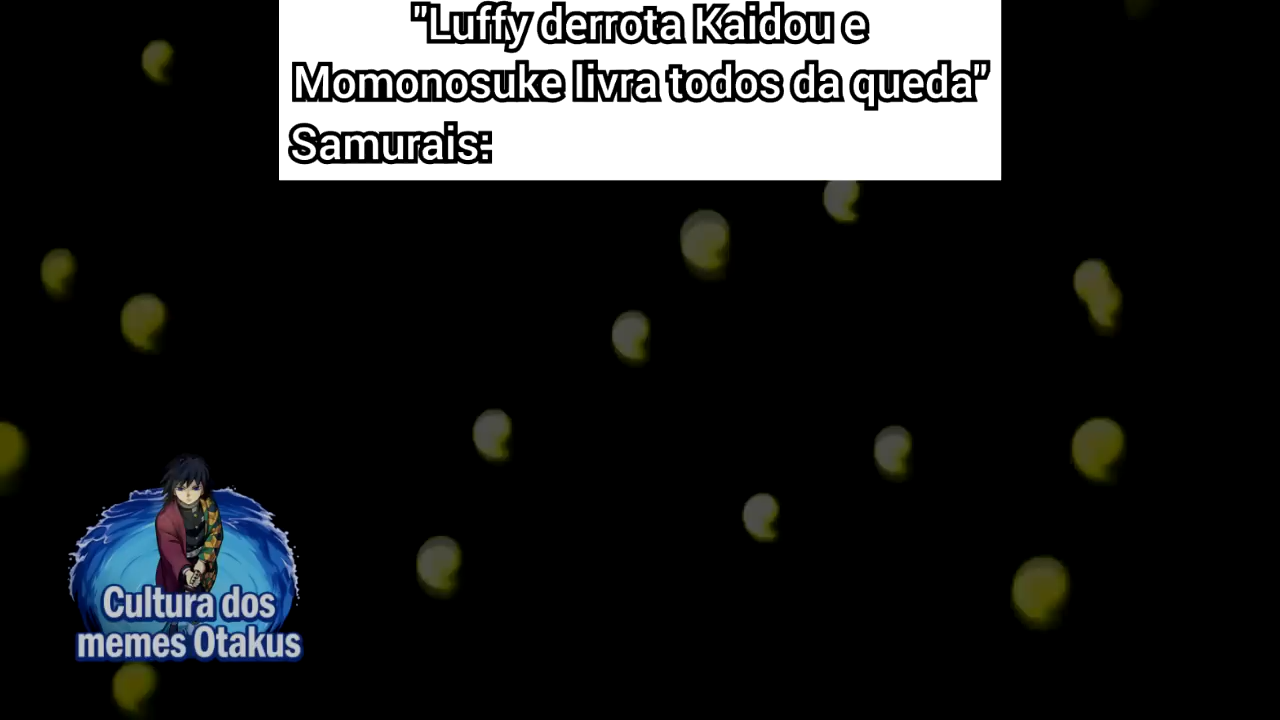 "Luffy derrota Kaidou e
Momonosuke livra todos da queda"
Samurais:
Cultura dos
memes Otakus